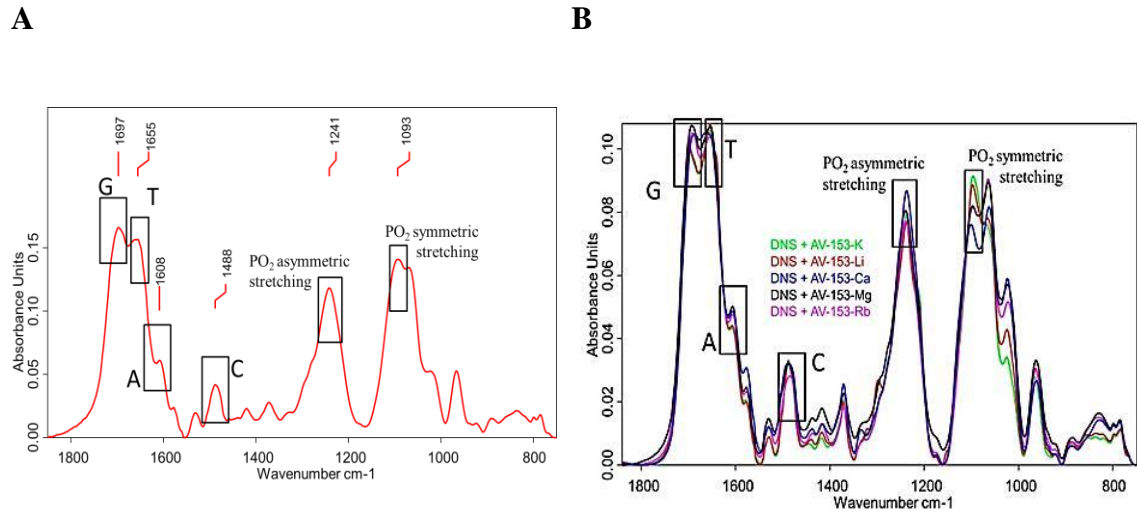 A
B
1697
1655
1608
1488
1241
1093
G
T
A
C
PO2 asymmetric
stretching
PO2 symmetric
stretching
Absorbance Units
0.15
0.10
0.05
0.00
1800
1600
1400
1200
1000
800
Wavenumber cm-1
G
T
A
C
PO2 asymmetric
stretching
PO2 symmetric
stretching
DNS + AV-153-K
DNS + AV-153-Li
DNS + AV-153-Ca
DNS + AV-153-Mg
DNS + AV-153-Rb
Absorbance Units
0.10
0.08
0.06
0.04
0.02
0.00
1800
1600
1400
1200
1000
800
Wavenumber cm-1